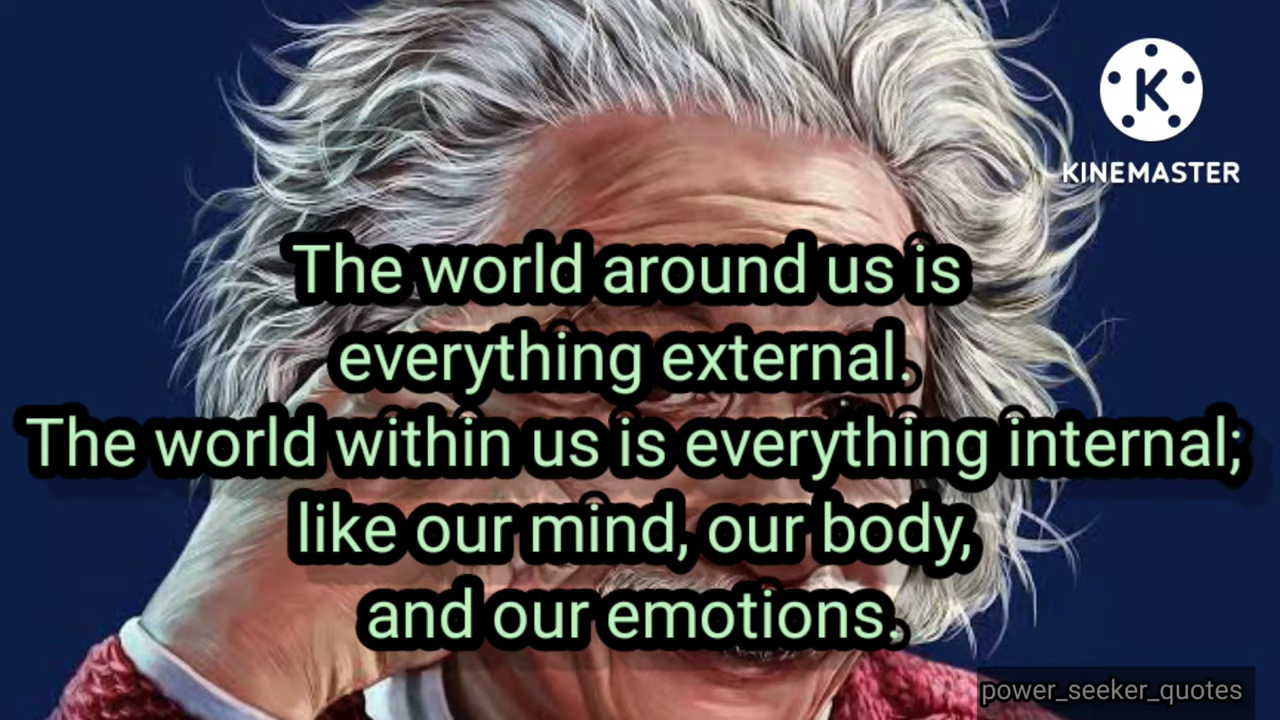 KINEMASTER
The world around us is
everything external.
The world within us is everything internal;
like our mind, our body,
and our emotions.
power_seeker_quotes